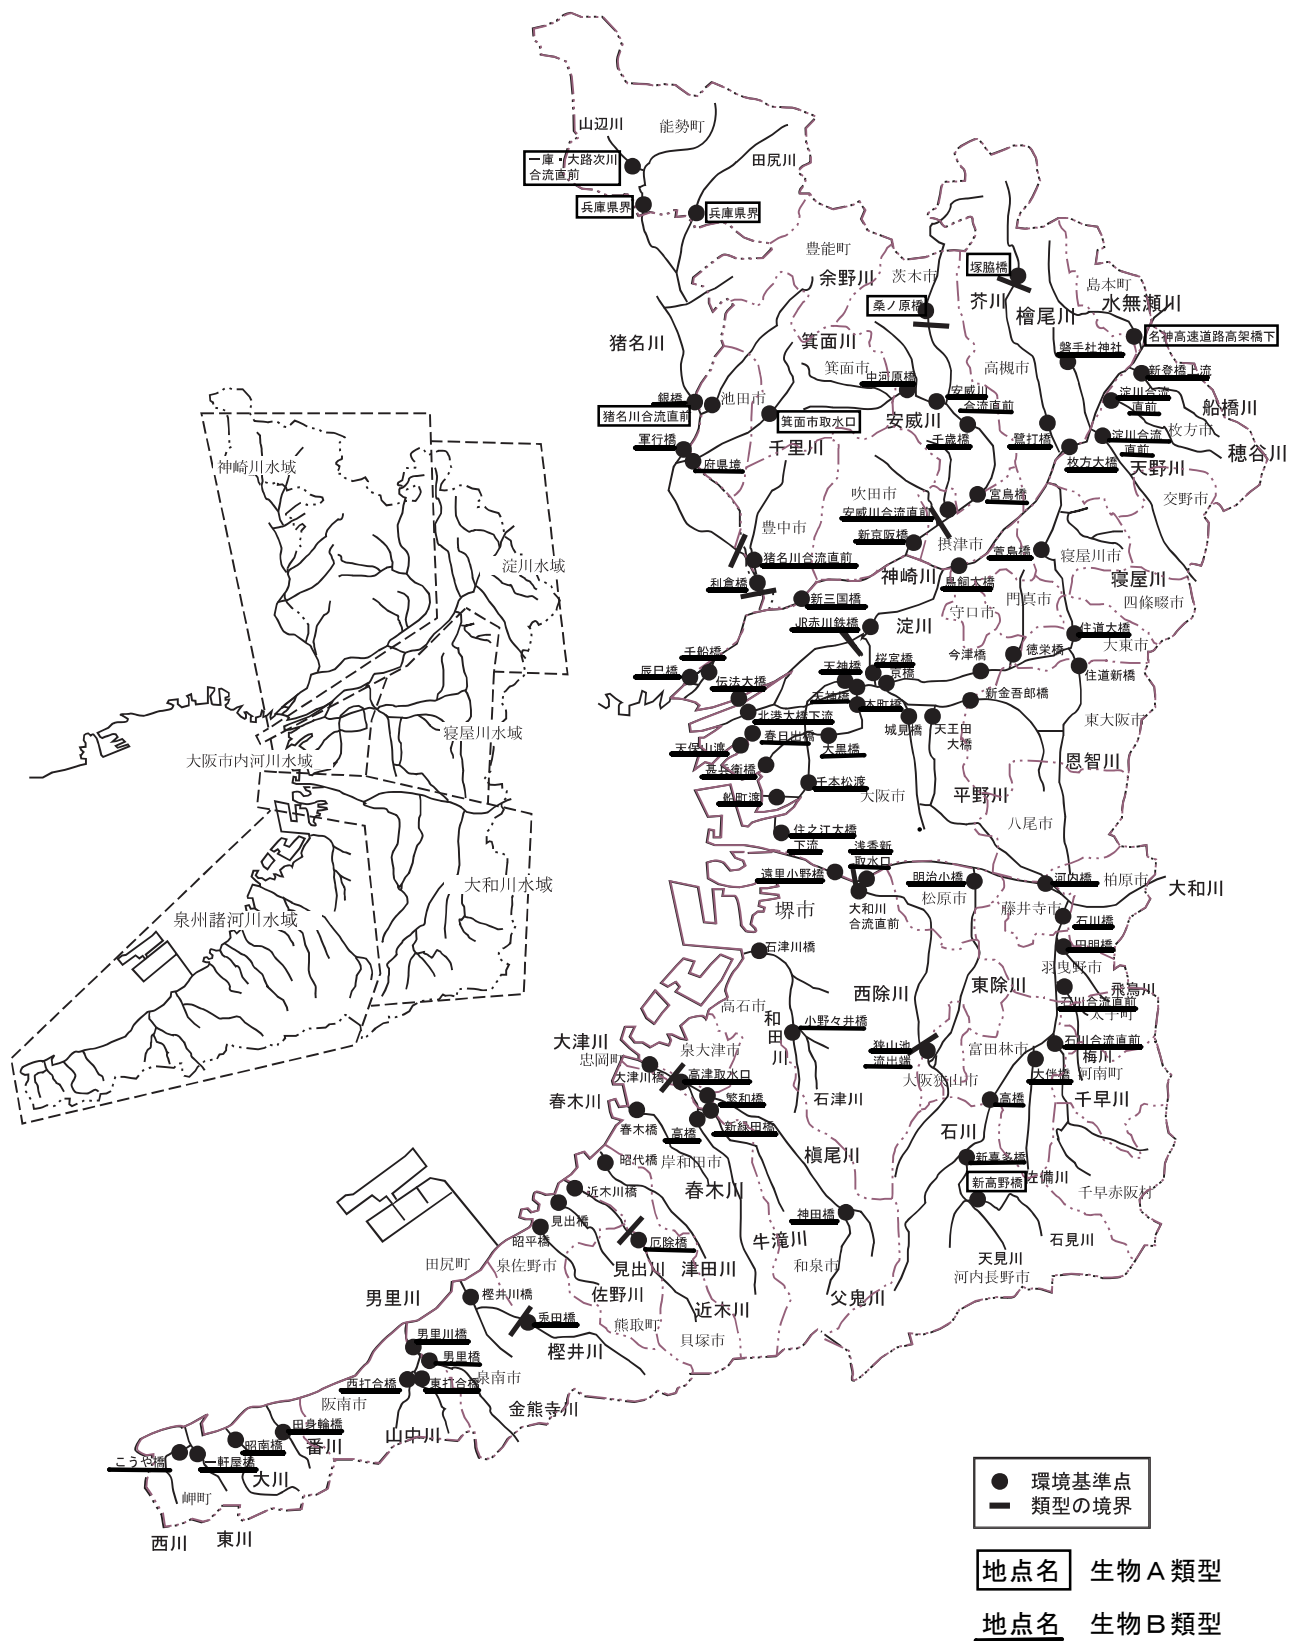 山辺川
能勢町
一庫・大路次川
合流直前
田尻川
兵庫県界
兵庫県界
豊能町
余野川
茨木市
塚脇橋
芥川
島本町
水無瀬川
桑ノ原橋
檜尾川
名神高速道路高架橋下
猪名川
箕面川
箕面市
中河原橋
高槻市
磐手杜神社
新登橋上流
銀橋
池田市
安威川
合流直前
淀川合流
直前
船橋川
猪名川合流直前
箕面市取水口
安威川
枚方市
軍行橋
千里川
千歳橋
鷺打橋
淀川合流
直前
穂谷川
府県境
枚方大橋
天野川
吹田市
宮鳥橋
交野市
安威川合流直前
豊中市
新京阪橋
摂津市
萱島橋
寝屋川市
猪名川合流直前
神崎川
鳥飼大橋
寝屋川
利倉橋
新三国橋
門真市
四條畷市
守口市
JR赤川鉄橋
淀川
住道大橋
大東市
千船橋
天神橋
桜宮橋
今津橋
徳栄橋
辰巳橋
伝法大橋
京橋
住道新橋
天神橋
本町橋
新金吾郎橋
北港大橋下流
城見橋
天王田
大橋
東大阪市
天保山渡
春日出橋
大黒橋
甚兵衛橋
千本松渡
恩智川
船町渡
大阪市
平野川
八尾市
住之江大橋
下流
浅香新
取水口
遠里小野橋
明治小橋
河内橋
柏原市
大和川
堺市
大和川
合流直前
松原市
藤井寺市
石川橋
石津川橋
円明橋
羽曳野市
西除川
東除川
飛鳥川
石川合流直前
太子町
高石市
和
田
川
小野々井橋
大津川
忠岡町
泉大津市
狭山池
流出端
富田林市
石川合流直前
梅川
大津川橋
高津取水口
大阪狭山市
大伴橋
河南町
春木川
繁和橋
石津川
高橋
千早川
春木橋
高橋
新緑田橋
石川
昭代橋
岸和田市
槇尾川
新喜多橋
近木川橋
春木川
新高野橋
佐備川
千早赤阪村
見出橋
神田橋
昭平橋
厄除橋
牛滝川
石見川
田尻町
泉佐野市
見出川
津田川
和泉市
天見川
河内長野市
男里川
樫井川橋
佐野川
近木川
父鬼川
兎田橋
熊取町
貝塚市
男里川橋
樫井川
男里橋
西打合橋
東打合橋
泉南市
阪南市
金熊寺川
田身輪橋
山中川
こうや橋
一軒屋橋
昭南橋
番川
大川
岬町
西川
東川
神崎川水域
淀川水域
寝屋川水域
大阪市内河川水域
大和川水域
泉州諸河川水域
環境基準点
類型の境界
地点名 生物A類型
地点名 生物B類型